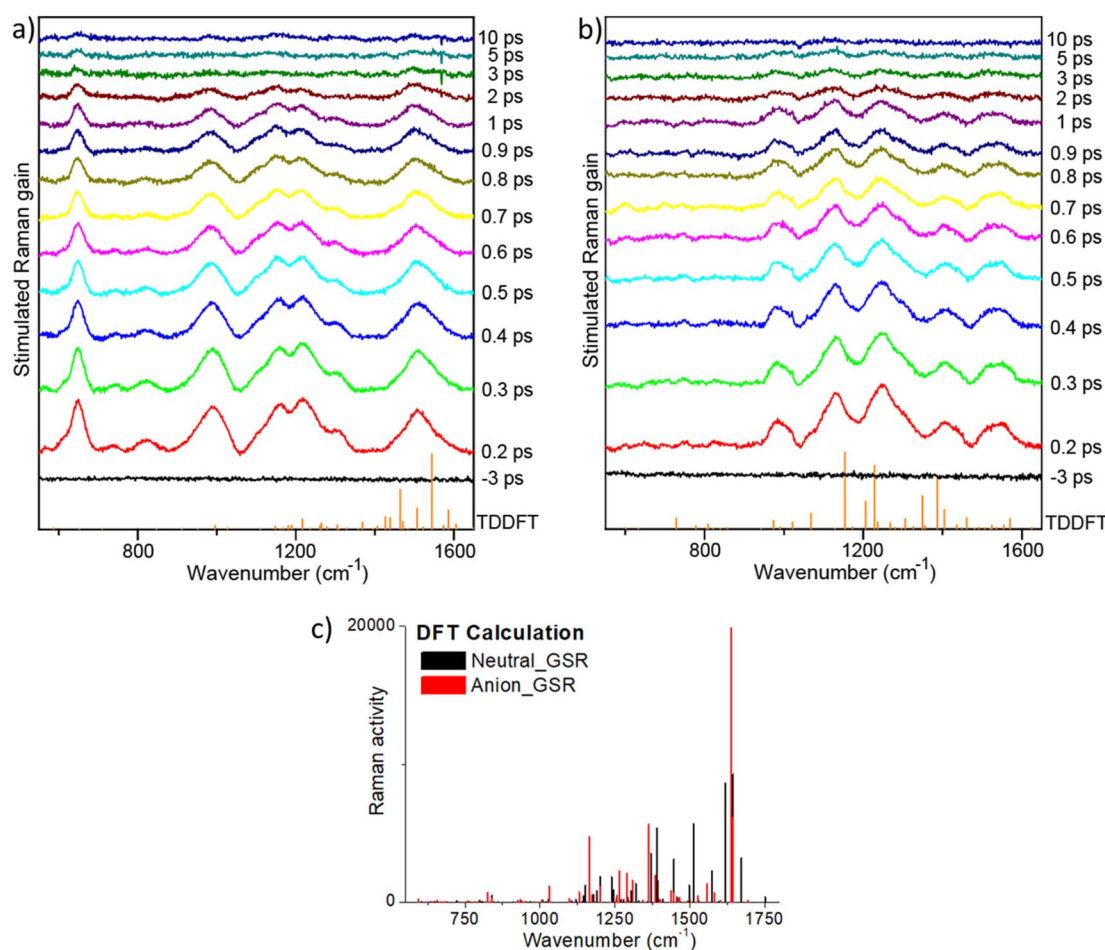 a)
Stimulated Raman gain
10 ps
5 ps
3 ps
2 ps
1 ps
0.9 ps
0.8 ps
0.7 ps
0.6 ps
0.5 ps
0.4 ps
0.3 ps
0.2 ps
-3 ps
TDDFT
800 1200 1600
Wavenumber (cm-1)
b)
Stimulated Raman gain
10 ps
5 ps
3 ps
2 ps
1 ps
0.9 ps
0.8 ps
0.7 ps
0.6 ps
0.5 ps
0.4 ps
0.3 ps
0.2 ps
-3 ps
TDDFT
800 1200 1600
Wavenumber (cm-1)
c)
20000
DFT Calculation
Neutral_GSR
Anion_GSR
Raman activity
0
750 1000 1250 1500 1750
Wavenumber (cm-1)